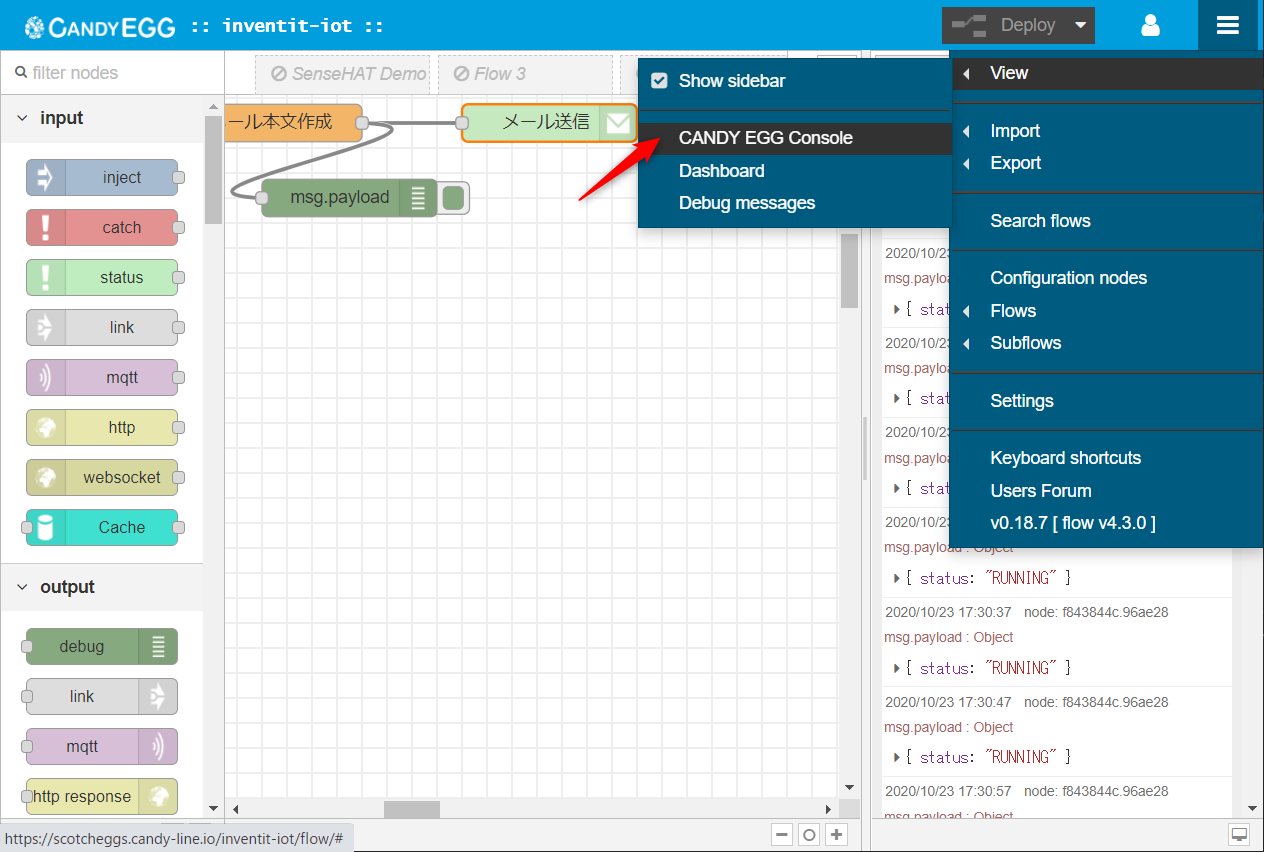 CANDY EGG :: inventit-iot ::
Deploy
filter nodes
SenseHAT Demo
Flow 3
input
inject
catch
status
link
mqtt
http
websocket
Cache
output
debug
link
mqtt
http response
ール本文作成
メール送信
msg.payload
Show sidebar
CANDY EGG Console
Dashboard
Debug messages
View
Import
Export
Search flows
Configuration nodes
Flows
Subflows
Settings
Keyboard shortcuts
Users Forum
v0.18.7 [ flow v4.3.0 ]
2020/10/23
msg.payloa
{ stat
2020/10/23
msg.payloa
{ stat
2020/10/23
msg.payloa
{ stat
2020/10/23
msg.payload : Object
{ status: "RUNNING" }
2020/10/23 17:30:37 node: f843844c.96ae28
msg.payload : Object
{ status: "RUNNING" }
2020/10/23 17:30:47 node: f843844c.96ae28
msg.payload : Object
{ status: "RUNNING" }
2020/10/23 17:30:57 node: f843844c.96ae28
msg.payload : Object
https://scotcheggs.candy-line.io/inventit-iot/flow/#